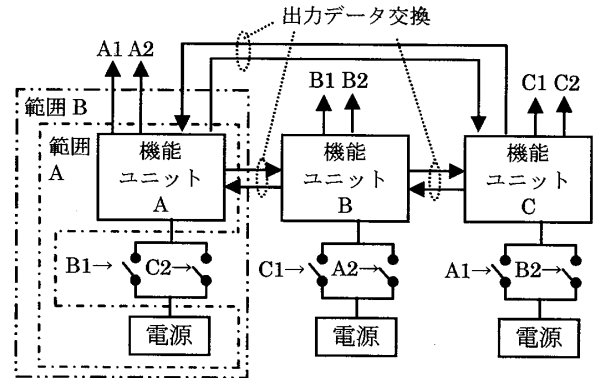 出力データ交換
A1 A2
B1 B2
C1 C2
範囲 B
範囲
A
機能
ユニット
A
機能
ユニット
B
機能
ユニット
C
B1→
C2→
C1→
A2→
A1→
B2→
電源
電源
電源